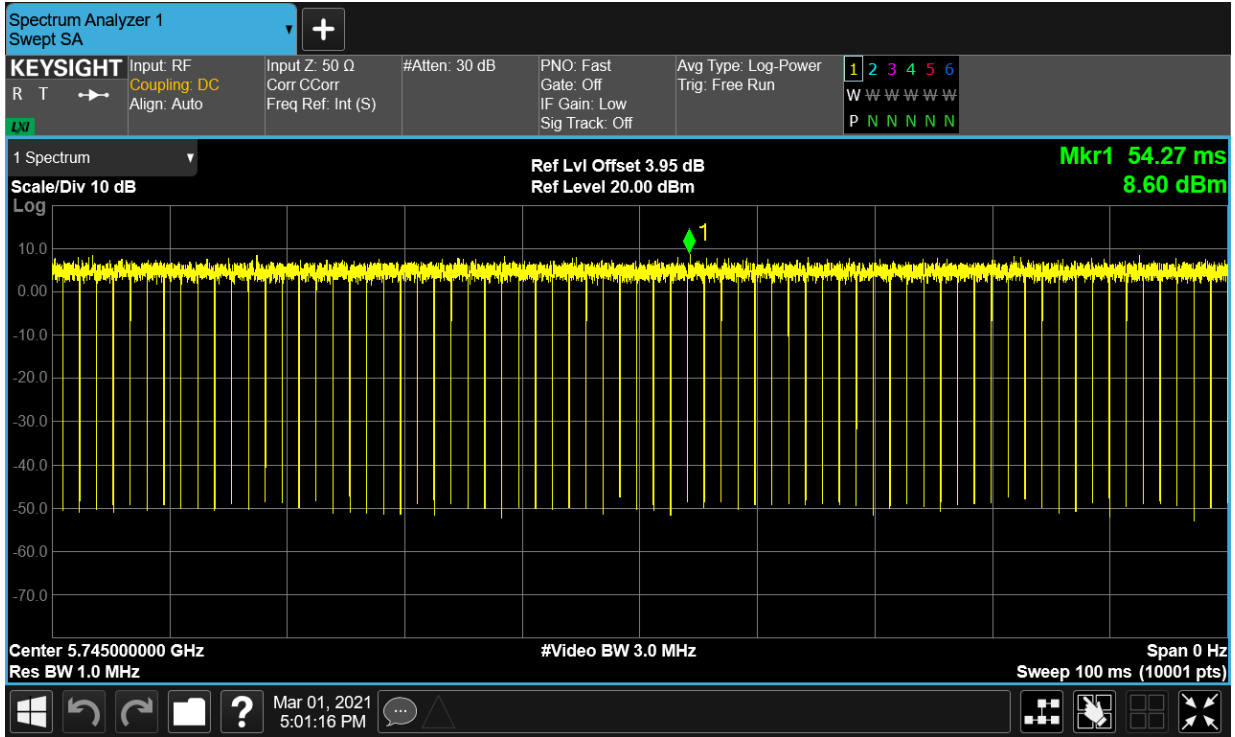 Spectrum Analyzer 1
Swept SA
KEYSIGHT
R T
LXI
Input: RF
Coupling: DC
Align: Auto
Input Z: 50 Ω
Corr CCorr
Freq Ref: Int (S)
#Atten: 30 dB
PNO: Fast
Gate: Off
IF Gain: Low
Sig Track: Off
Avg Type: Log-Power
Trig: Free Run
1 2 3 4 5 6
W W W W W W
P N N N N N
1 Spectrum
Scale/Div 10 dB
Log
Ref Lvl Offset 3.95 dB
Ref Level 20.00 dBm
Mkr1 54.27 ms
8.60 dBm
1
10.0
0.00
-10.0
-20.0
-30.0
-40.0
-50.0
-60.0
-70.0
Center 5.745000000 GHz
Res BW 1.0 MHz
#Video BW 3.0 MHz
Span 0 Hz
Sweep 100 ms (10001 pts)
?
Mar 01, 2021
5:01:16 PM